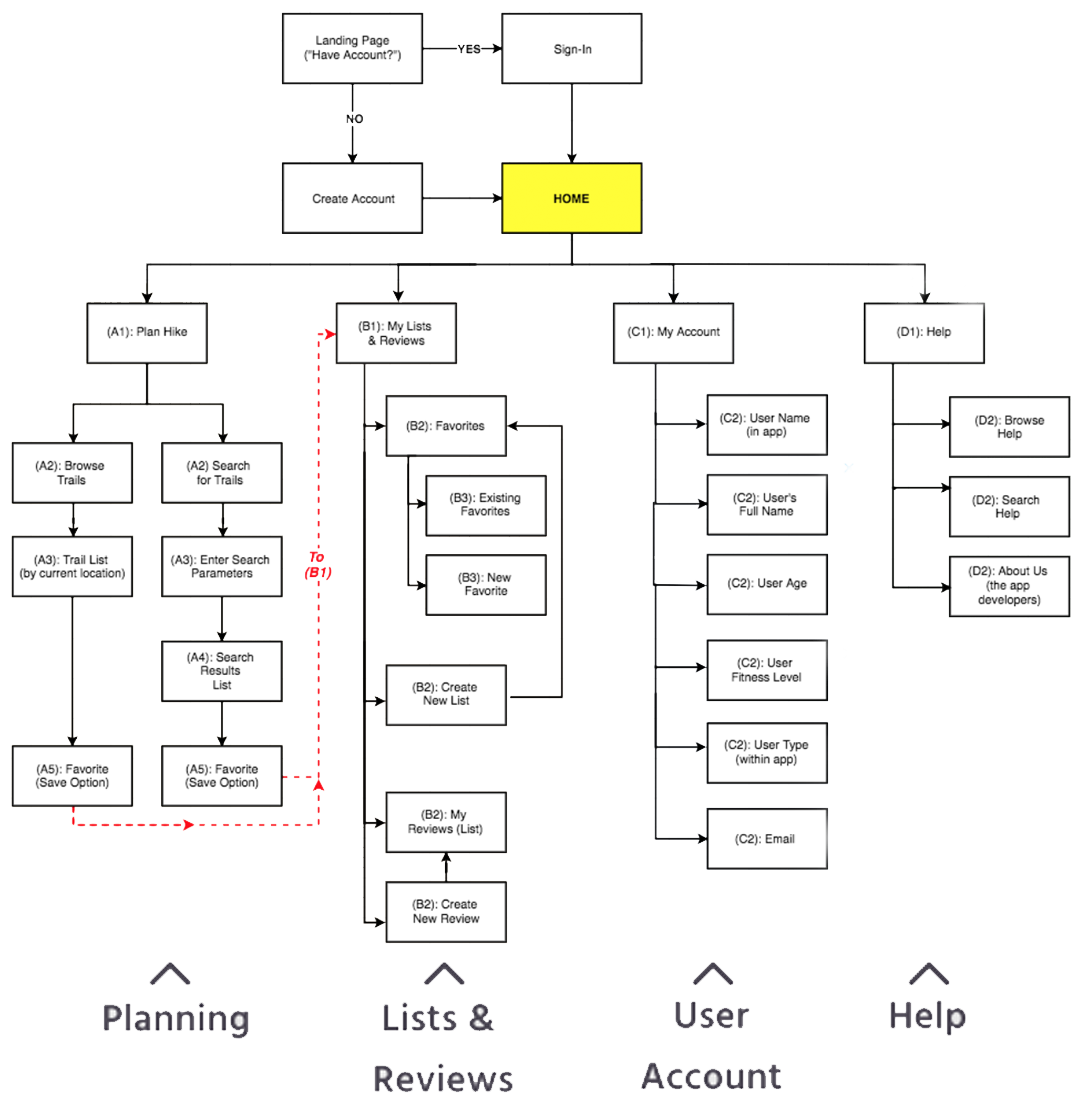 Landing Page
("Have Account?")
YES
Sign-In
NO
Create Account
HOME
(A1): Plan Hike
(B1): My Lists
& Reviews
(C1): My Account
(D1): Help
(A2): Browse
Trails
(A2) Search
for Trails
(A3): Trail List
(by current location)
(A3): Enter Search
Parameters
(A4): Search
Results
List
(A5): Favorite
(Save Option)
(A5): Favorite
(Save Option)
To
(B1)
(B2): Favorites
(B3): Existing
Favorites
(B3): New
Favorite
(B2): Create
New List
(B2): My
Reviews (List)
(B2): Create
New Review
(C2): User Name
(in app)
(C2): User's
Full Name
(C2): User Age
(C2): User
Fitness Level
(C2): User Type
(within app)
(C2): Email
(D2): Browse
Help
(D2): Search
Help
(D2): About Us
(the app
developers)
Planning
Lists &
Reviews
User
Account
Help